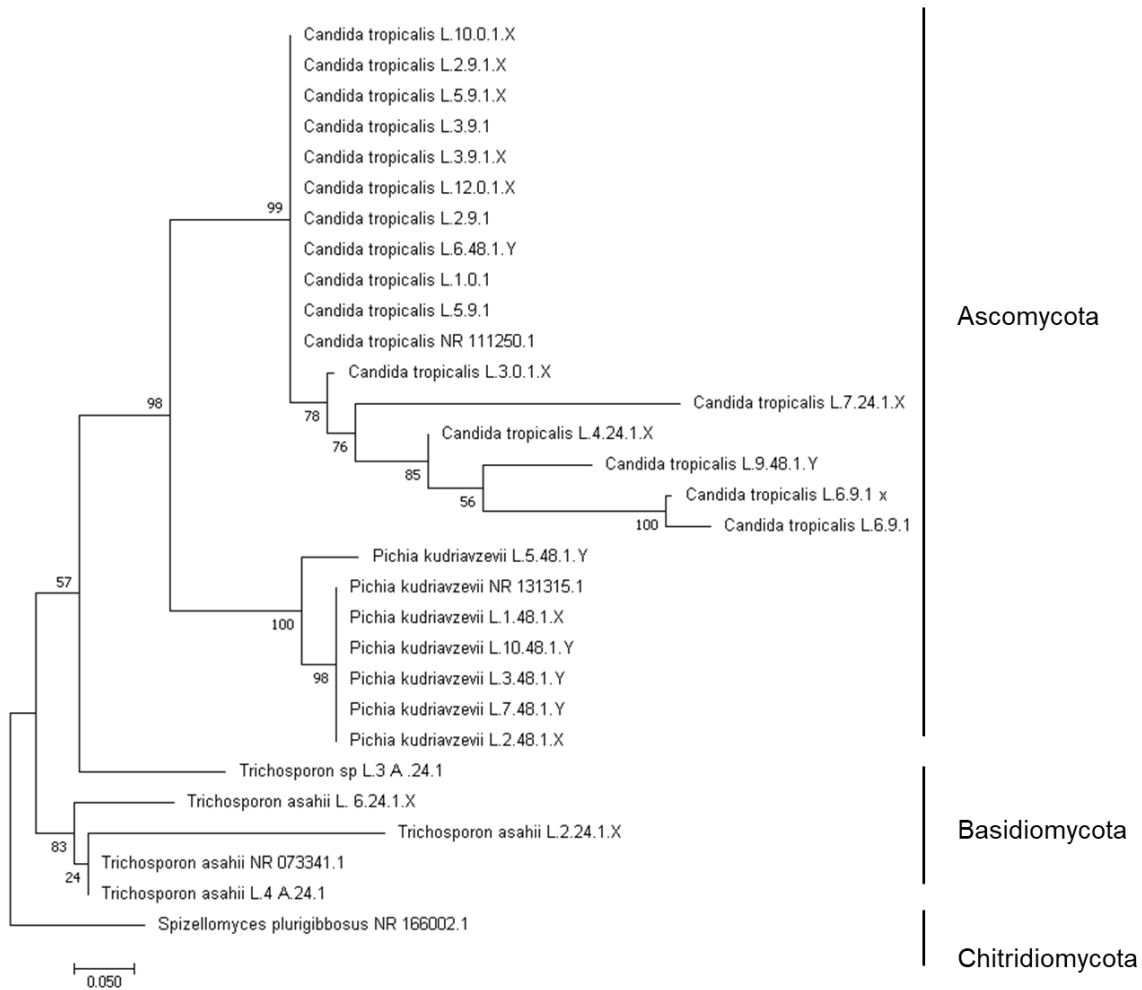 Candida tropicalis L.10.0.1.X
Candida tropicalis L.2.9.1.X
Candida tropicalis L.5.9.1.X
Candida tropicalis L.3.9.1
Candida tropicalis L.3.9.1.X
Candida tropicalis L.12.0.1.X
99
Candida tropicalis L.2.9.1
Candida tropicalis L.6.48.1.Y
Candida tropicalis L.1.0.1
Candida tropicalis L.5.9.1
Ascomycota
Candida tropicalis NR 111250.1
Candida tropicalis L.3.0.1.X
98
Candida tropicalis L.7.24.1.X
78
Candida tropicalis L.4.24.1.X
76
Candida tropicalis L.9.48.1.Y
85
Candida tropicalis L.6.9.1 x
56
Candida tropicalis L.6.9.1
100
Pichia kudriavzevii L.5.48.1.Y
57
Pichia kudriavzevii NR 131315.1
Pichia kudriavzevii L.1.48.1.X
100
Pichia kudriavzevii L.10.48.1.Y
Pichia kudriavzevii L.3.48.1.Y
98
Pichia kudriavzevii L.7.48.1.Y
Pichia kudriavzevii L.2.48.1.X
Trichosporon sp L.3 A .24.1
Trichosporon asahii L. 6.24.1.X
Trichosporon asahii L.2.24.1.X
Basidiomycota
83
Trichosporon asahii NR 073341.1
24
Trichosporon asahii L.4 A.24.1
Spizellomyces plurigibbosus NR 166002.1
Chitridiomycota
0.050